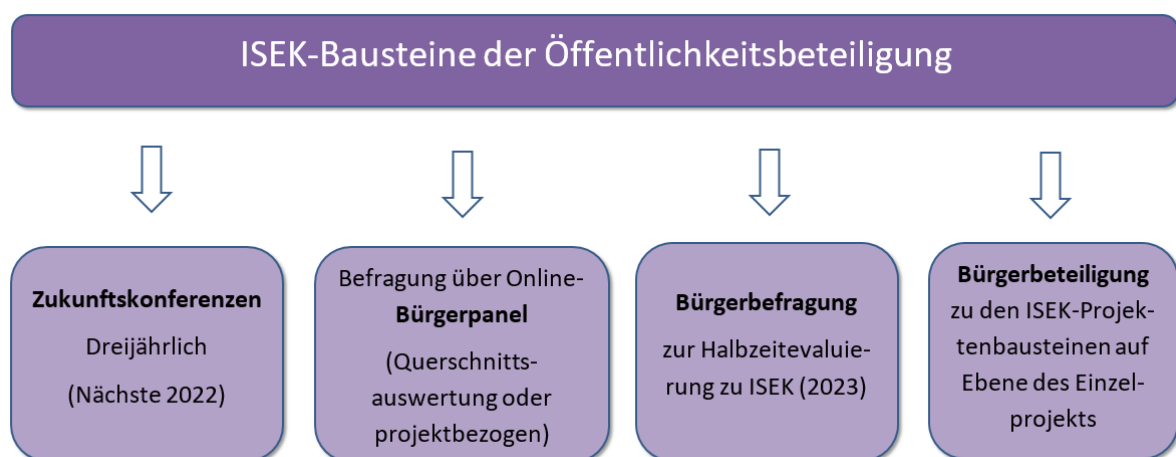 ISEK-Bausteine der Öffentlichkeitsbeteiligung
Zukunftskonferenzen
Dreijährlich
(Nächste 2022)
Befragung über Online-
Bürgerpanel
(Querschnitts-
auswertung oder
projektbezogen)
Bürgerbefragung
zur Halbzeitevaluie-
rung zu ISEK (2023)
Bürgerbeteiligung
zu den ISEK-Projek-
tenbausteinen auf
Ebene des Einzel-
projekts